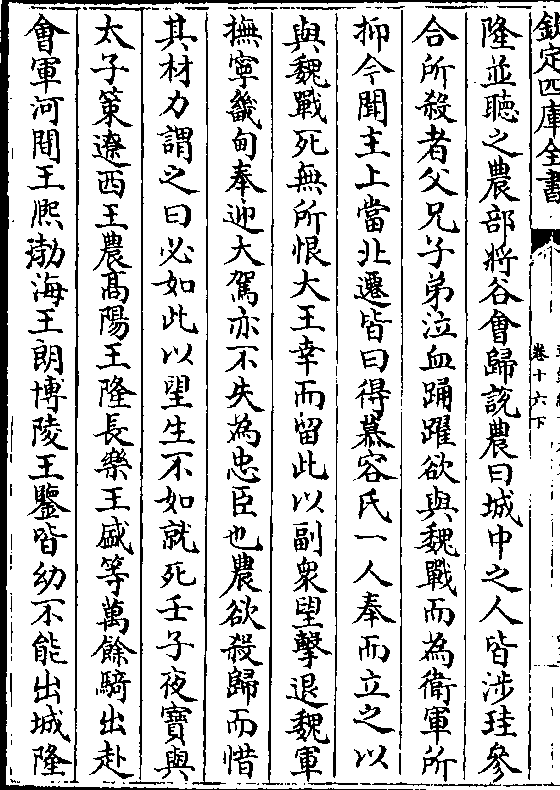 欽定四庫全書
卷十六下
隆並聽之農部將谷㑹歸說農曰城中之人皆渉珪參
合所殺者父兄子弟泣血踊躍欲與魏戰而為衞軍所
抑今聞主上當北遷皆曰得慕容氏一人奉而立之以
與魏戰死無所恨大王幸而留此以副衆望擊退魏軍
撫寧畿甸奉迎大駕亦不失為忠臣也農欲殺歸而惜
其材力謂之曰必如此以望生不如就死壬子夜寳與
太子策遼西王農髙陽王隆長樂王盛等萬餘騎出赴
㑹軍河間王熙渤海王朗博陵王鑒皆幼不能出城隆